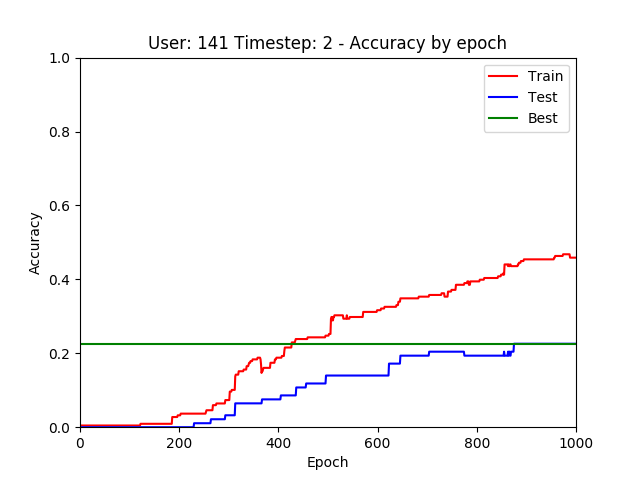 User: 141 Timestep: 2 - Accuracy by epoch
1.0
0.8
0.6
0.4
0.2
0.0
Accuracy
Train
Test
Best
0 200 400 600 800 1000
Epoch